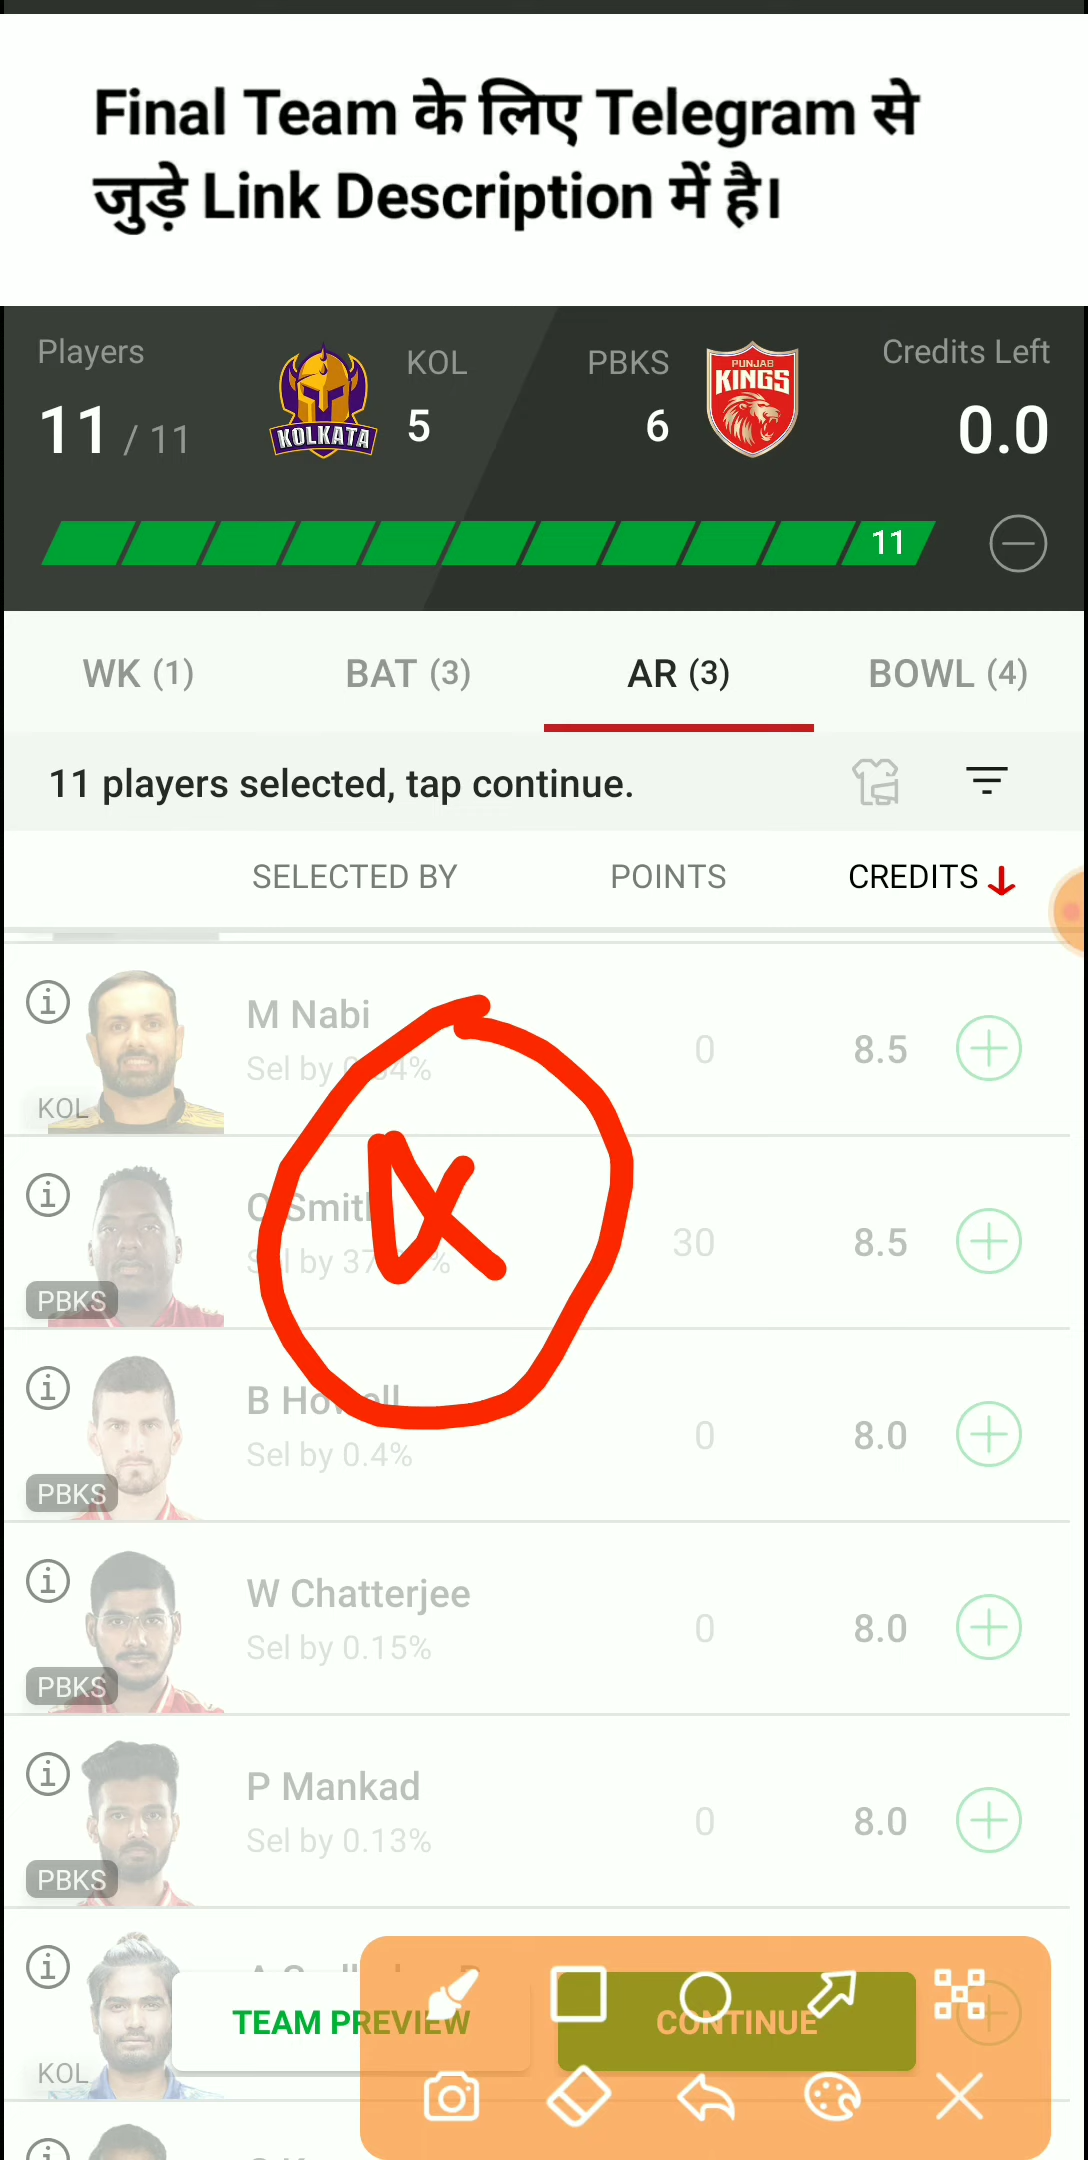 Final Team के लिए Telegram से
जुड़े Link Description में है।
Players
KOL
PBKS
Credits Left
11 / 11
5
6
0.0
KOLKATA
PUNJAB
KINGS
11
WK (1)
BAT (3)
AR (3)
BOWL (4)
11 players selected, tap continue.
SELECTED BY
POINTS
CREDITS
M Nabi
Sel by
0
8.5
KOL
Sel by
30
8.5
PBKS
B
Sel by 0.4%
0
8.0
PBKS
W Chatterjee
Sel by 0.15%
0
8.0
PBKS
P Mankad
Sel by 0.13%
0
8.0
PBKS
TEAM PREVIEW
CONTINUE
KOL